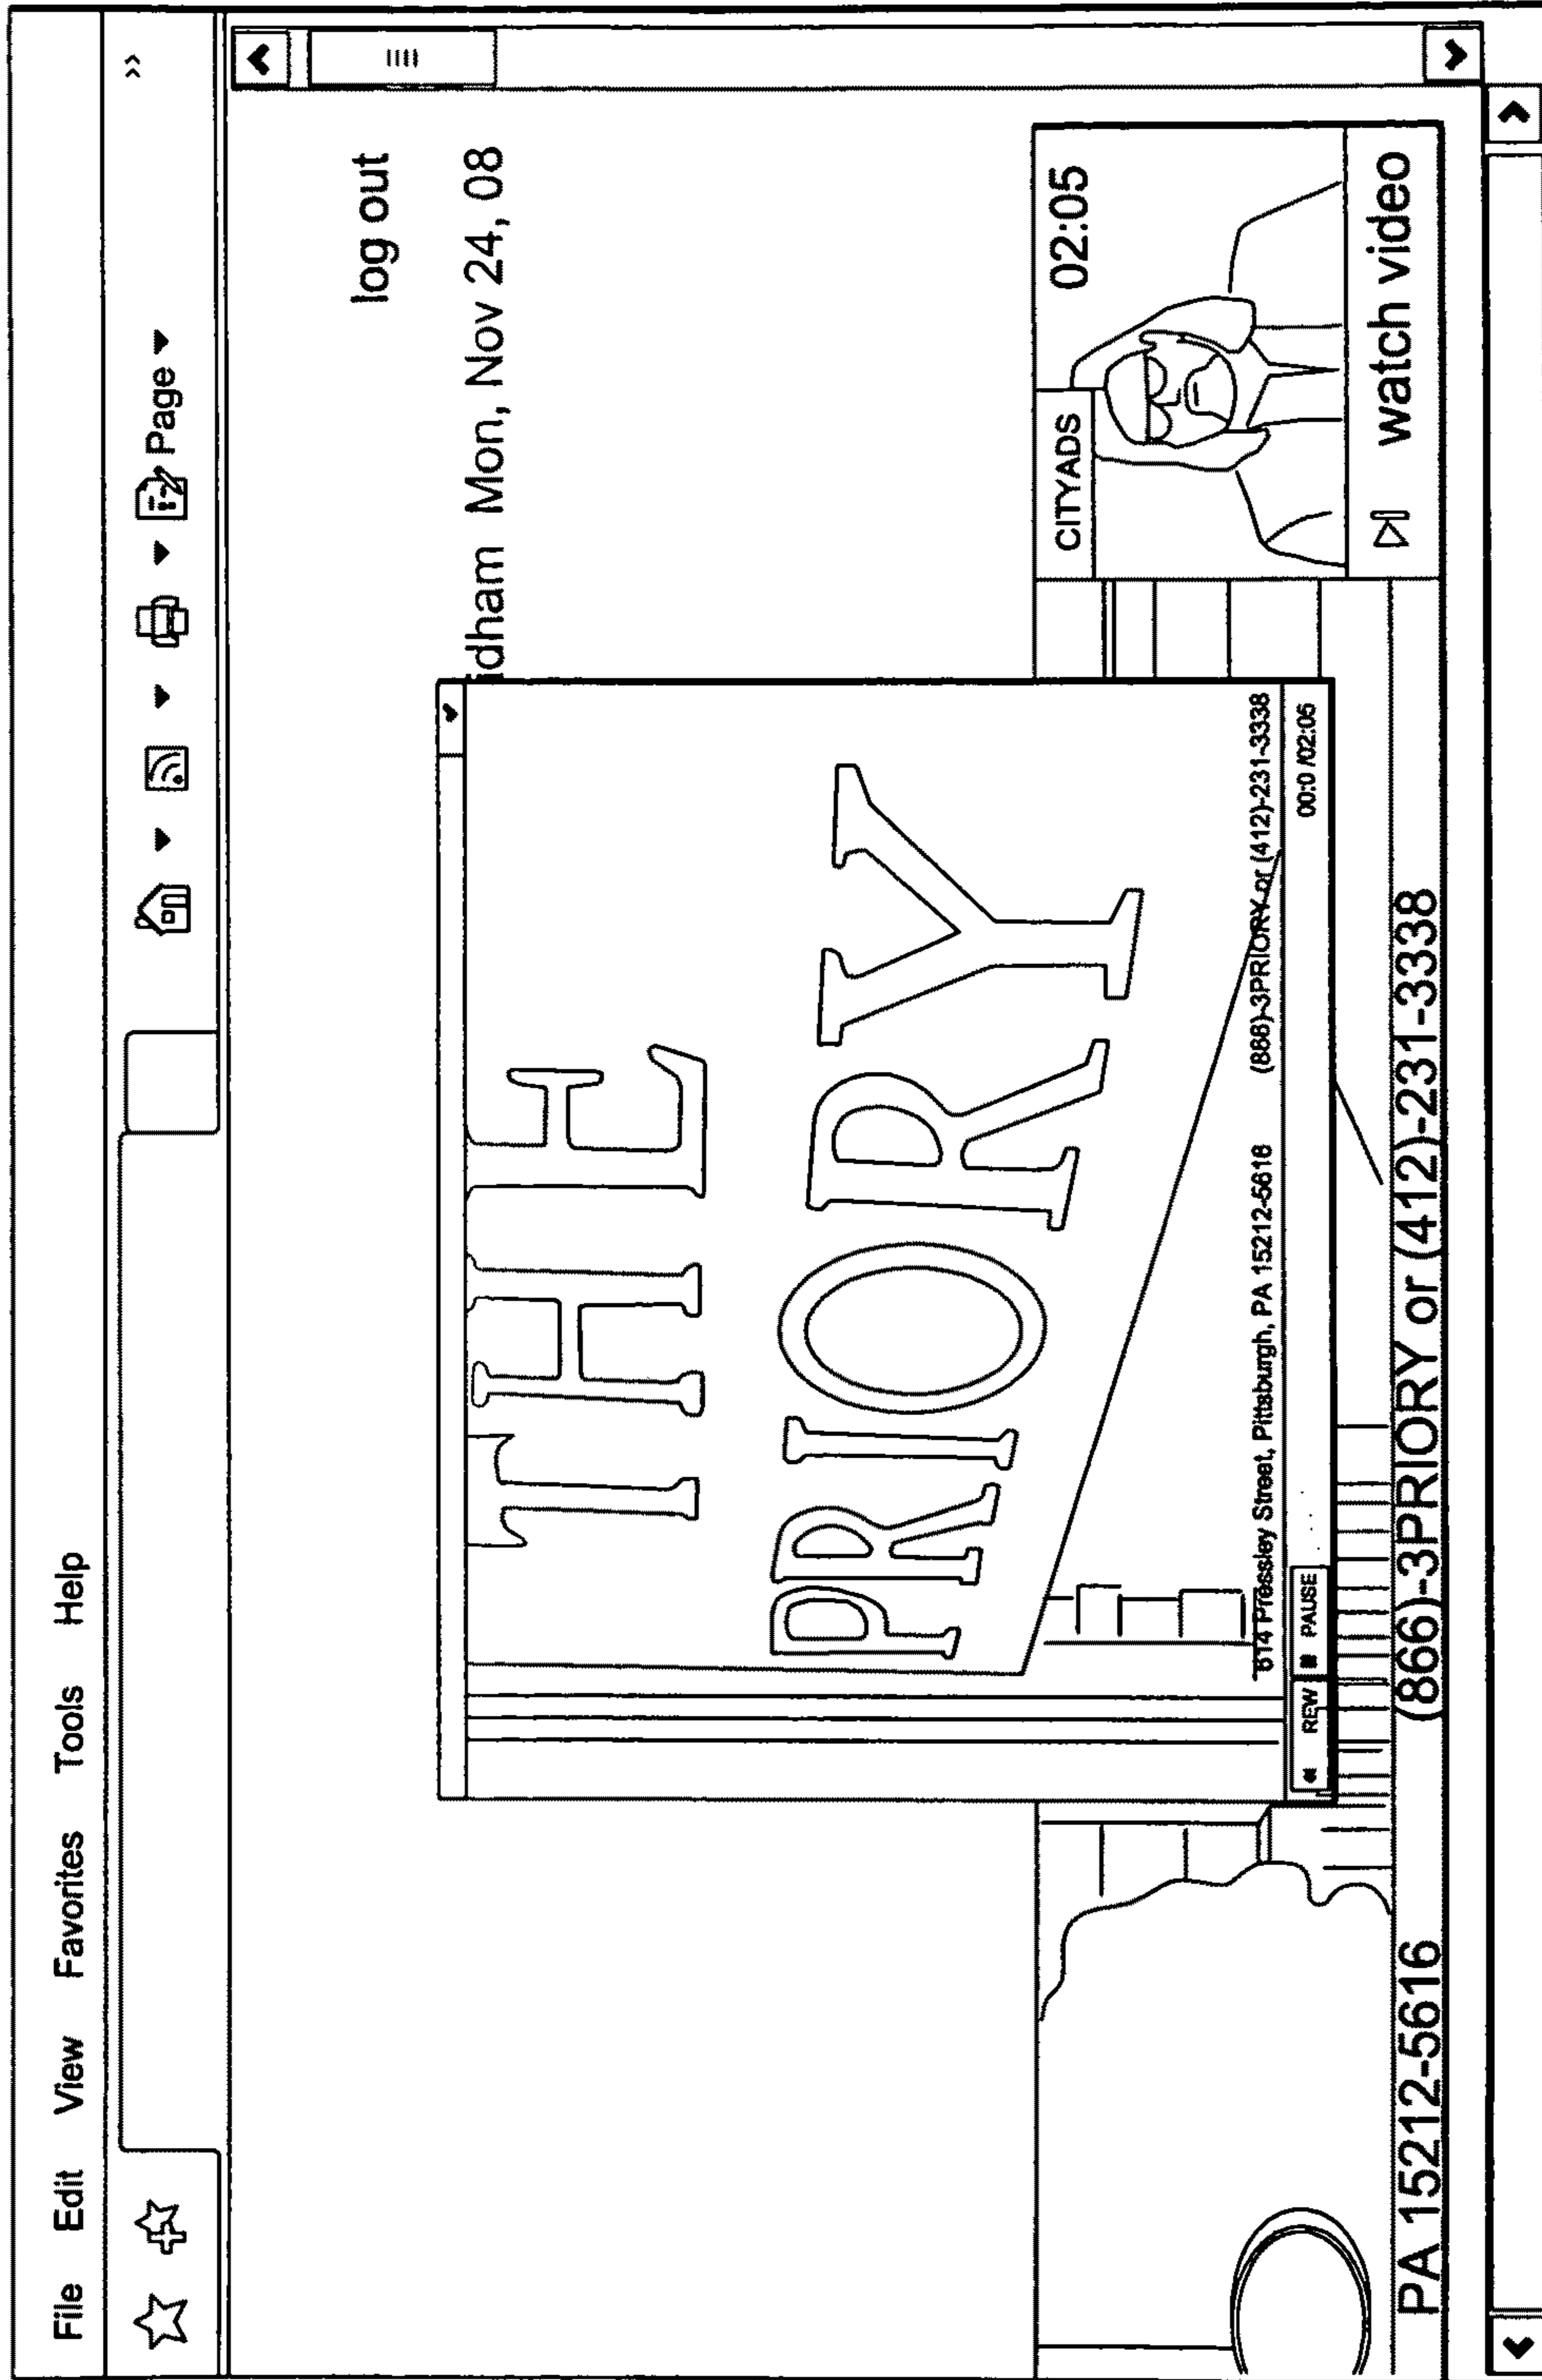 File Edit View Favorites Tools Help
Page
log out
idham Mon, Nov 24, 08
THE
PRIORY
614 Pressley Street, Pittsburgh, PA 15212-5616 (888)-3PRIORY or (412)-231-3338
REW PAUSE 00:0 /02:05
CITYADS 02:05
watch video
PA 15212-5616 (866)-3PRIORY or (412)-231-3338